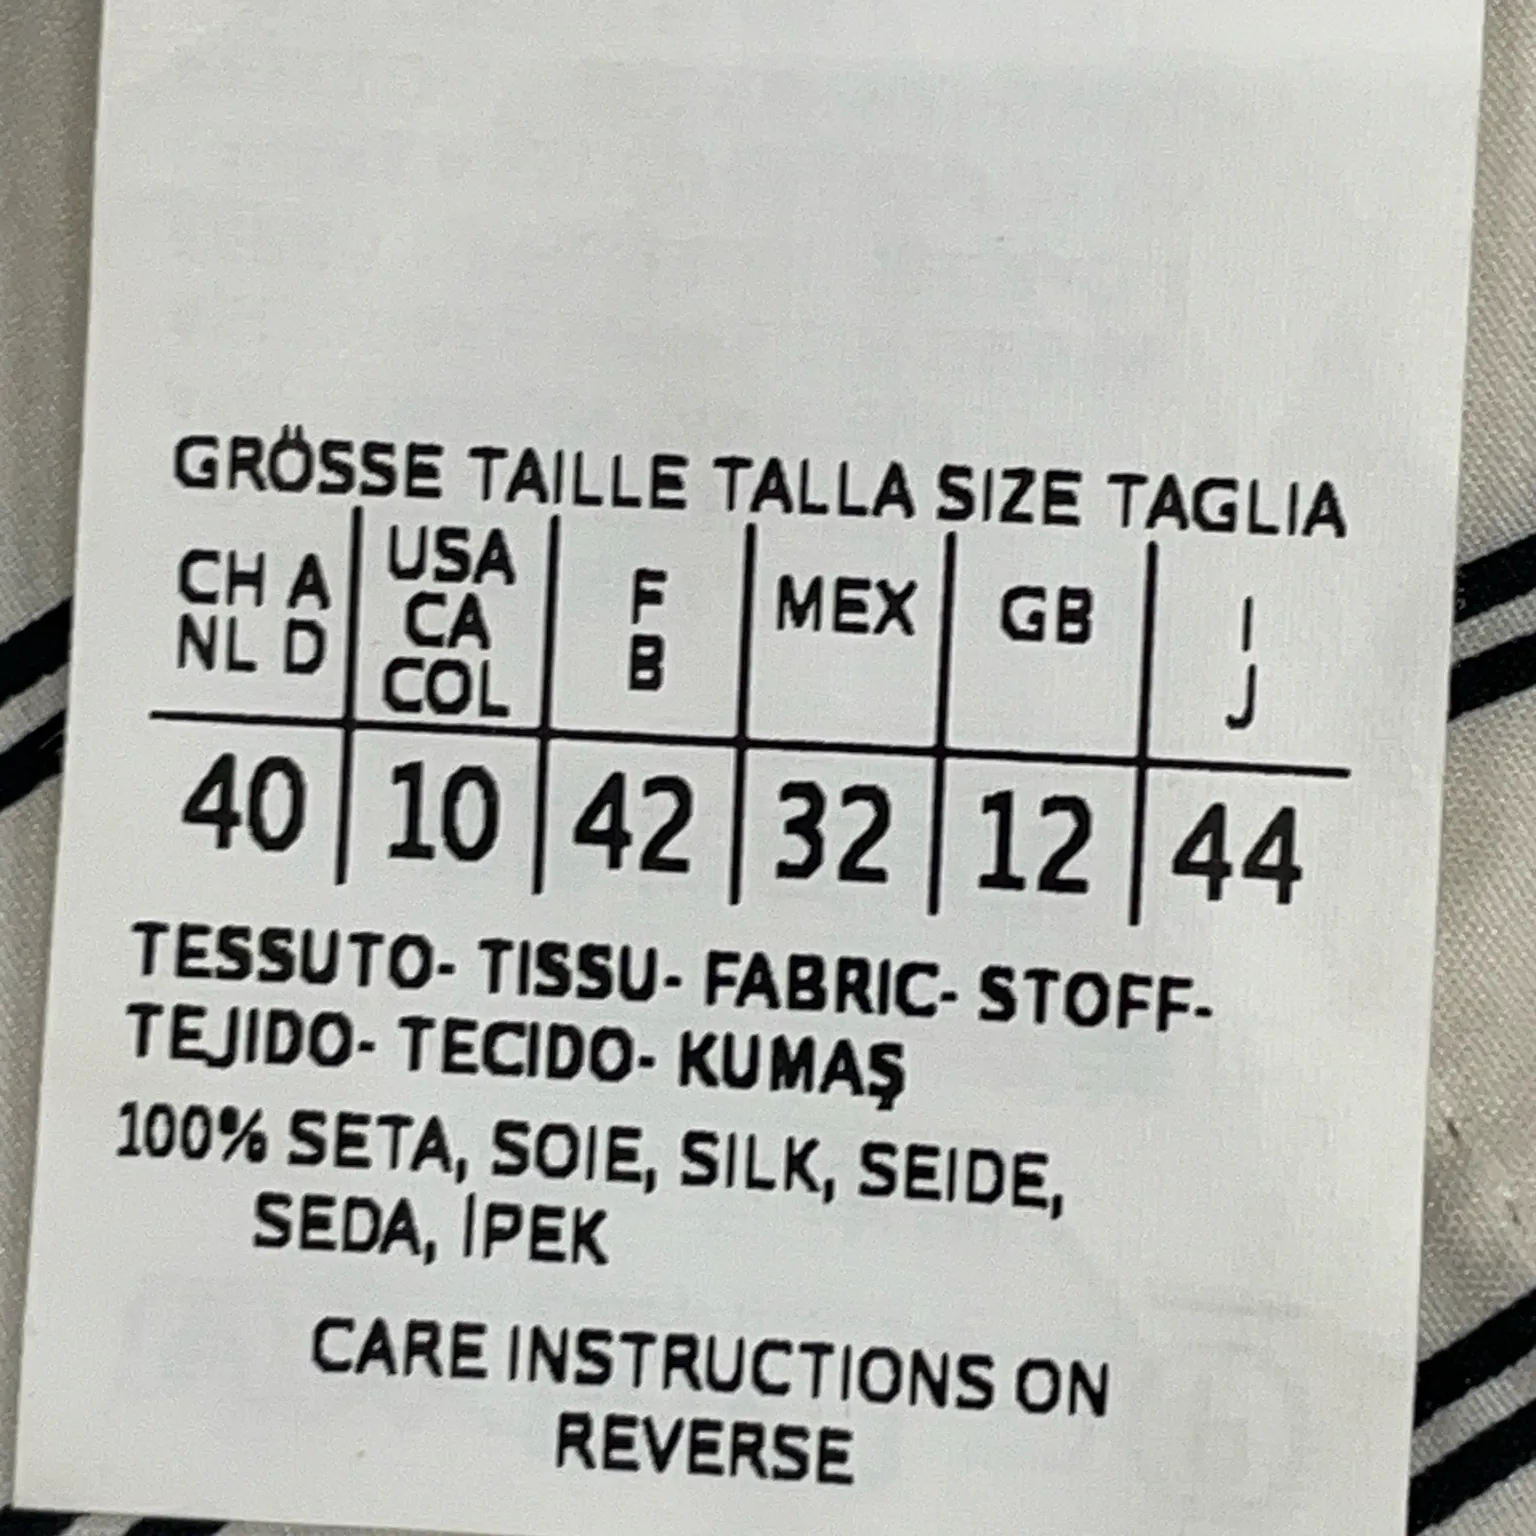 GRÖSSE TAILLE TALLA SIZE TAGLIA
CH A NL D | USA CA COL | F B | MEX | GB | I J
40 | 10 | 42 | 32 | 12 | 44
TESSUTO- TISSU- FABRIC- STOFF-
TEJIDO- TECIDO- KUMAŞ
100% SETA, SOIE, SILK, SEIDE,
SEDA, İPEK
CARE INSTRUCTIONS ON
REVERSE